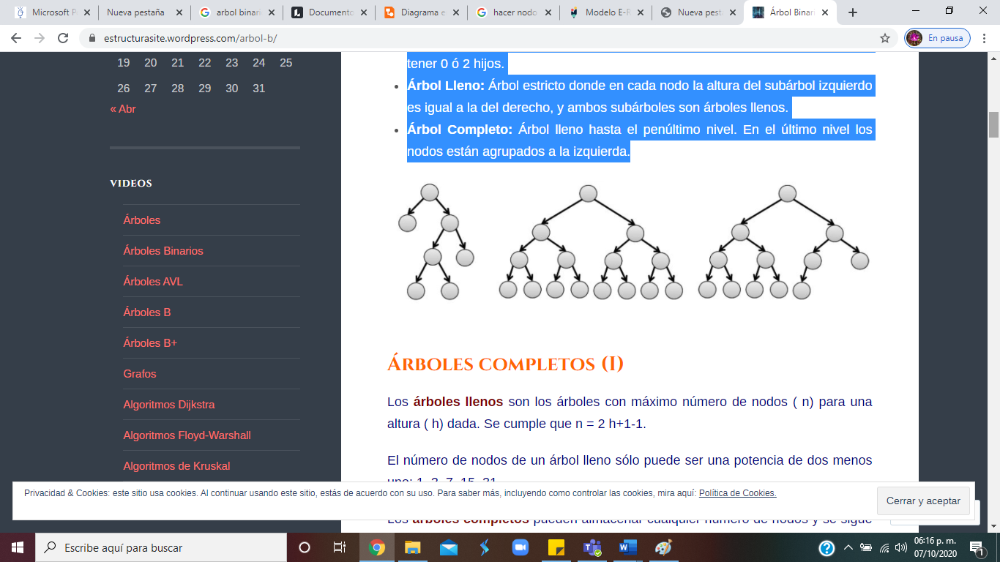 Microsoft P
Nueva pestaña
arbol binari
Documento
Diagrama e
hacer nodo
Modelo E-R
Nueva pest
Árbol Binari
estructurasite.wordpress.com/arbol-b/
En pausa
19 20 21 22 23 24 25
26 27 28 29 30 31
« Abr
VIDEOS
Árboles
Árboles Binarios
Árboles AVL
Árboles B
Árboles B+
Grafos
Algoritmos Dijkstra
Algoritmos Floyd-Warshall
Algoritmos de Kruskal
tener 0 ó 2 hijos.
Árbol Lleno: Árbol estricto donde en cada nodo la altura del subárbol izquierdo
es igual a la del derecho, y ambos subárboles son árboles llenos.
Árbol Completo: Árbol lleno hasta el penúltimo nivel. En el último nivel los
nodos están agrupados a la izquierda.
ÁRBOLES COMPLETOS (I)
Los árboles llenos son los árboles con máximo número de nodos ( n) para una
altura ( h) dada. Se cumple que n = 2 h+1-1.
El número de nodos de un árbol lleno sólo puede ser una potencia de dos menos
uno: 1, 3, 7, 15, 31
Privacidad & Cookies: este sitio usa cookies. Al continuar usando este sitio, estás de acuerdo con su uso. Para saber más, incluyendo como controlar las cookies, mira aquí: Política de Cookies.
Cerrar y aceptar
Los árboles completos pueden almacenar cualquier número de nodos y se sigue
Escribe aquí para buscar
06:16 p. m.
07/10/2020
1